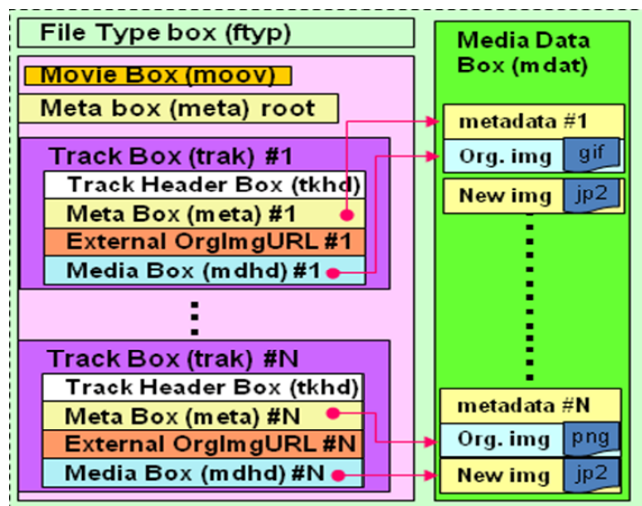 File Type box (ftyp)
Movie Box (moov)
Meta box (meta) root
Track Box (trak) #1
Track Header Box (tkhd)
Meta Box (meta) #1
External OrgImgURL #1
Media Box (mdhd) #1
Track Box (trak) #N
Track Header Box (tkhd)
Meta Box (meta) #N
External OrgImgURL #N
Media Box (mdhd) #N
Media Data
Box (mdat)
metadata #1
Org. img gif
New img jp2
metadata #N
Org. img png
New img jp2